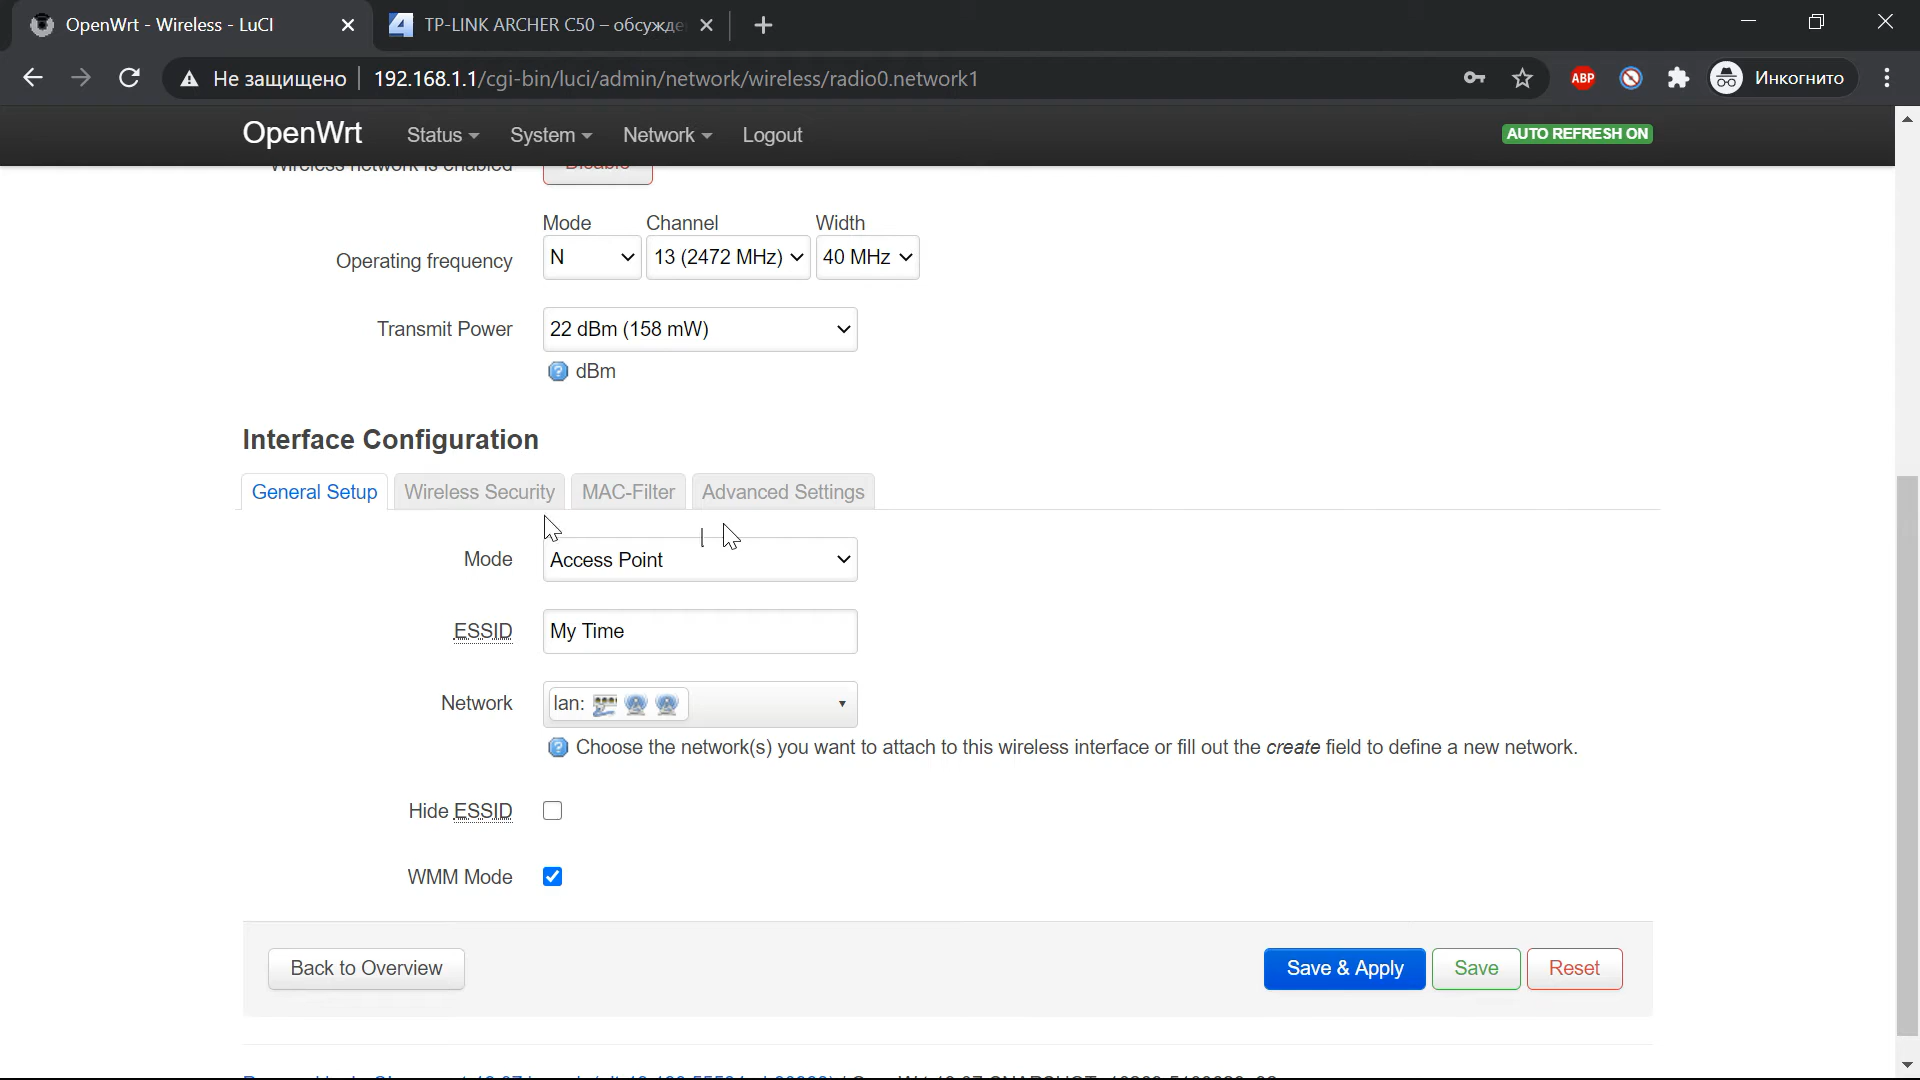 OpenWrt - Wireless - LuCI
TP-LINK ARCHER C50 – обсужде
Не защищено
192.168.1.1/cgi-bin/luci/admin/network/wireless/radio0.network1
ABP
Инкогнито
OpenWrt Status System Network Logout
AUTO REFRESH ON
Wireless network is enabled Disable
Mode Channel Width
Operating frequency N 13 (2472 MHz) 40 MHz
Transmit Power 22 dBm (158 mW)
dBm
Interface Configuration
General Setup Wireless Security MAC-Filter Advanced Settings
Mode Access Point
ESSID My Time
Network lan:
Choose the network(s) you want to attach to this wireless interface or fill out the create field to define a new network.
Hide ESSID
WMM Mode
Back to Overview Save & Apply Save Reset